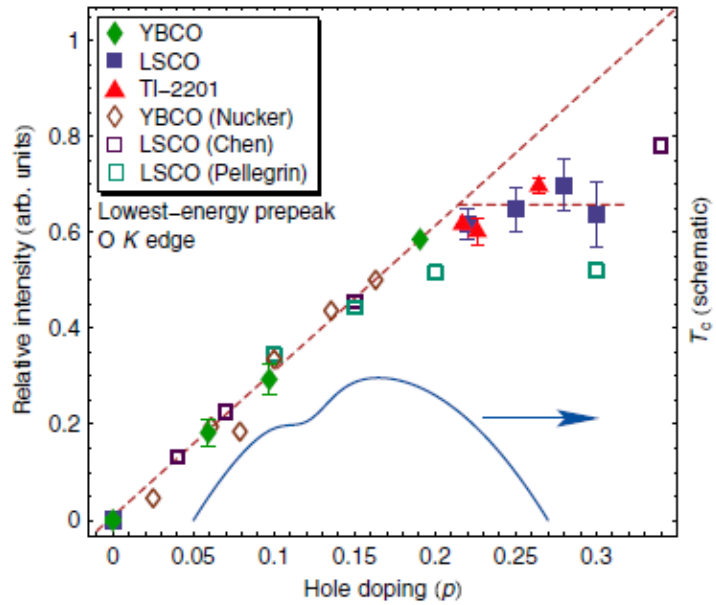 YBCO
LSCO
Tl−2201
YBCO (Nucker)
LSCO (Chen)
LSCO (Pellegrin)
Lowest−energy prepeak
O K edge
Relative intensity (arb. units)
1
0.8
0.6
0.4
0.2
0
0
0.05
0.1
0.15
0.2
0.25
0.3
Hole doping (p)
Tc (schematic)